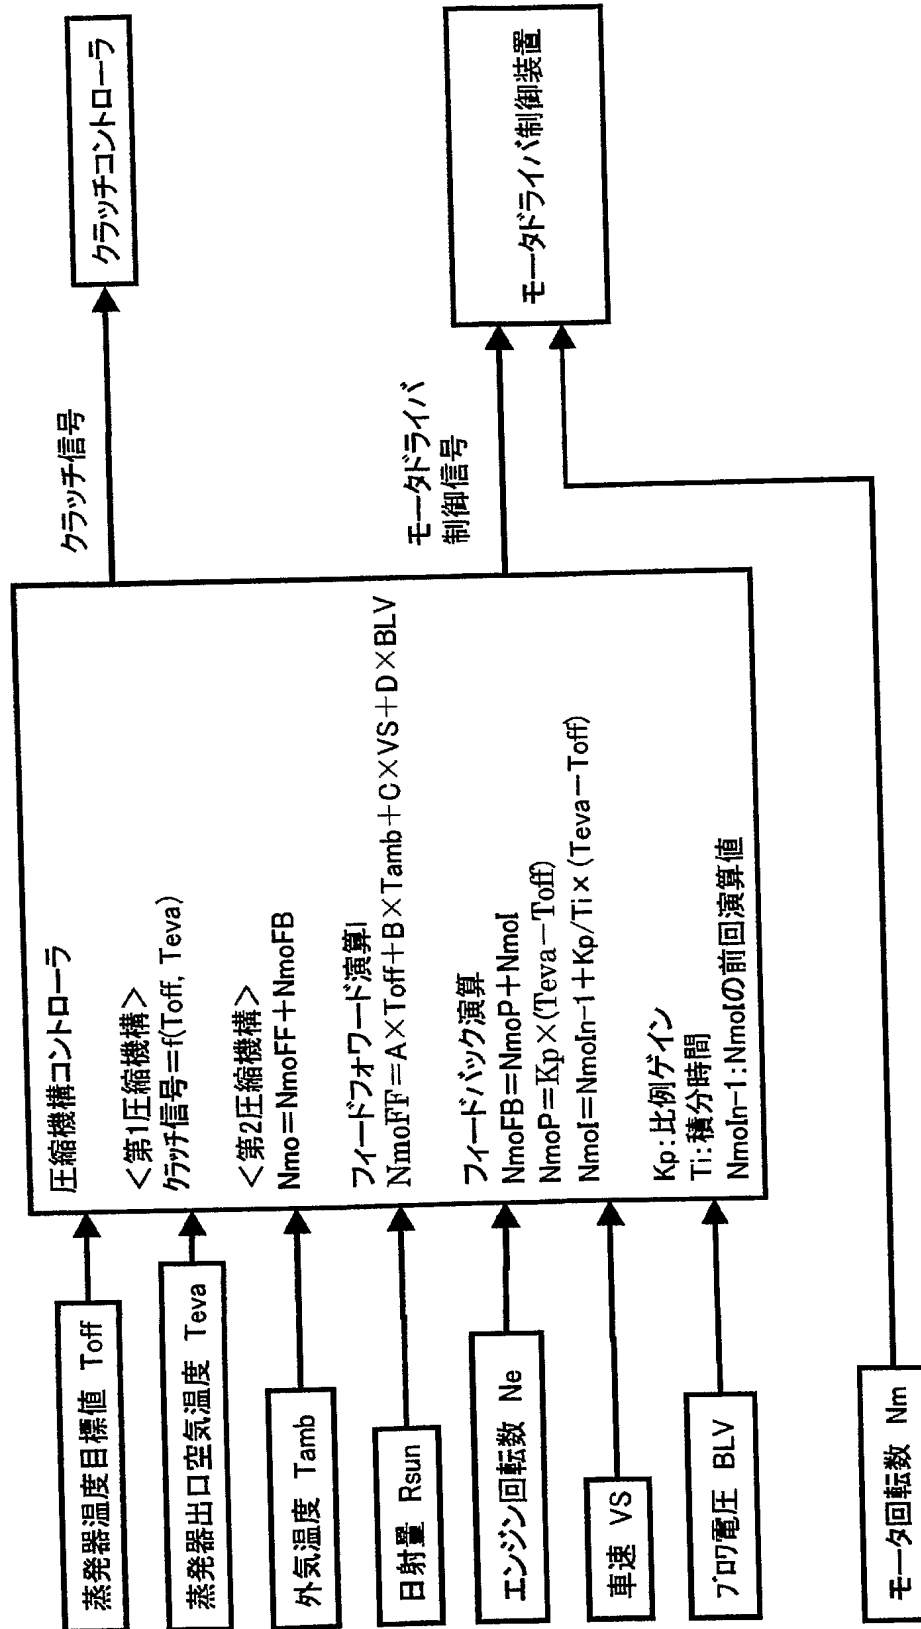 蒸発器温度目標値 Toff
蒸発器出口空気温度 Teva
外気温度 Tamb
日射量 Rsun
エンジン回転数 Ne
車速 VS
ブロワ電圧 BLV
モータ回転数 Nm
圧縮機構コントローラ
<第1圧縮機構>
クラッチ信号=f(Toff, Teva)
<第2圧縮機構>
Nmo=NmoFF+NmoFB
フィードフォワード演算|
NmoFF=A×Toff+B×Tamb+C×VS+D×BLV
フィードバック演算
NmoFB=NmoP+NmoI
NmoP=Kp×(Teva-Toff)
NmoI=NmoIn-1+Kp/Ti×(Teva-Toff)
Kp:比例ゲイン
Ti:積分時間
NmoIn-1:NmoIの前回演算値
クラッチ信号
モータドライバ
制御信号
クラッチコントローラ
モータドライバ制御装置